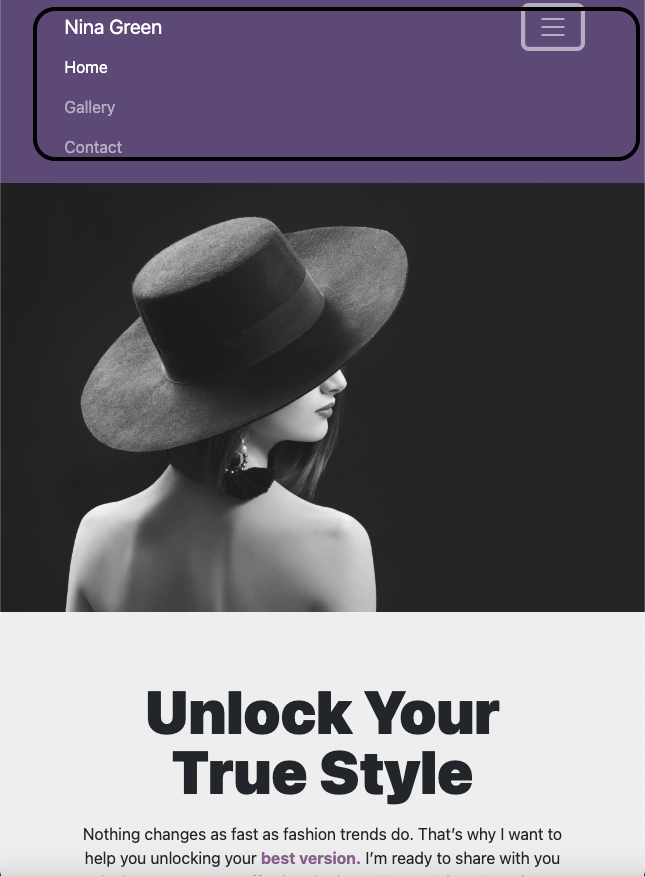 Nina Green
Home
Gallery
Contact
Unlock Your
True Style
Nothing changes as fast as fashion trends do. That’s why I want to
help you unlocking your best version. I’m ready to share with you